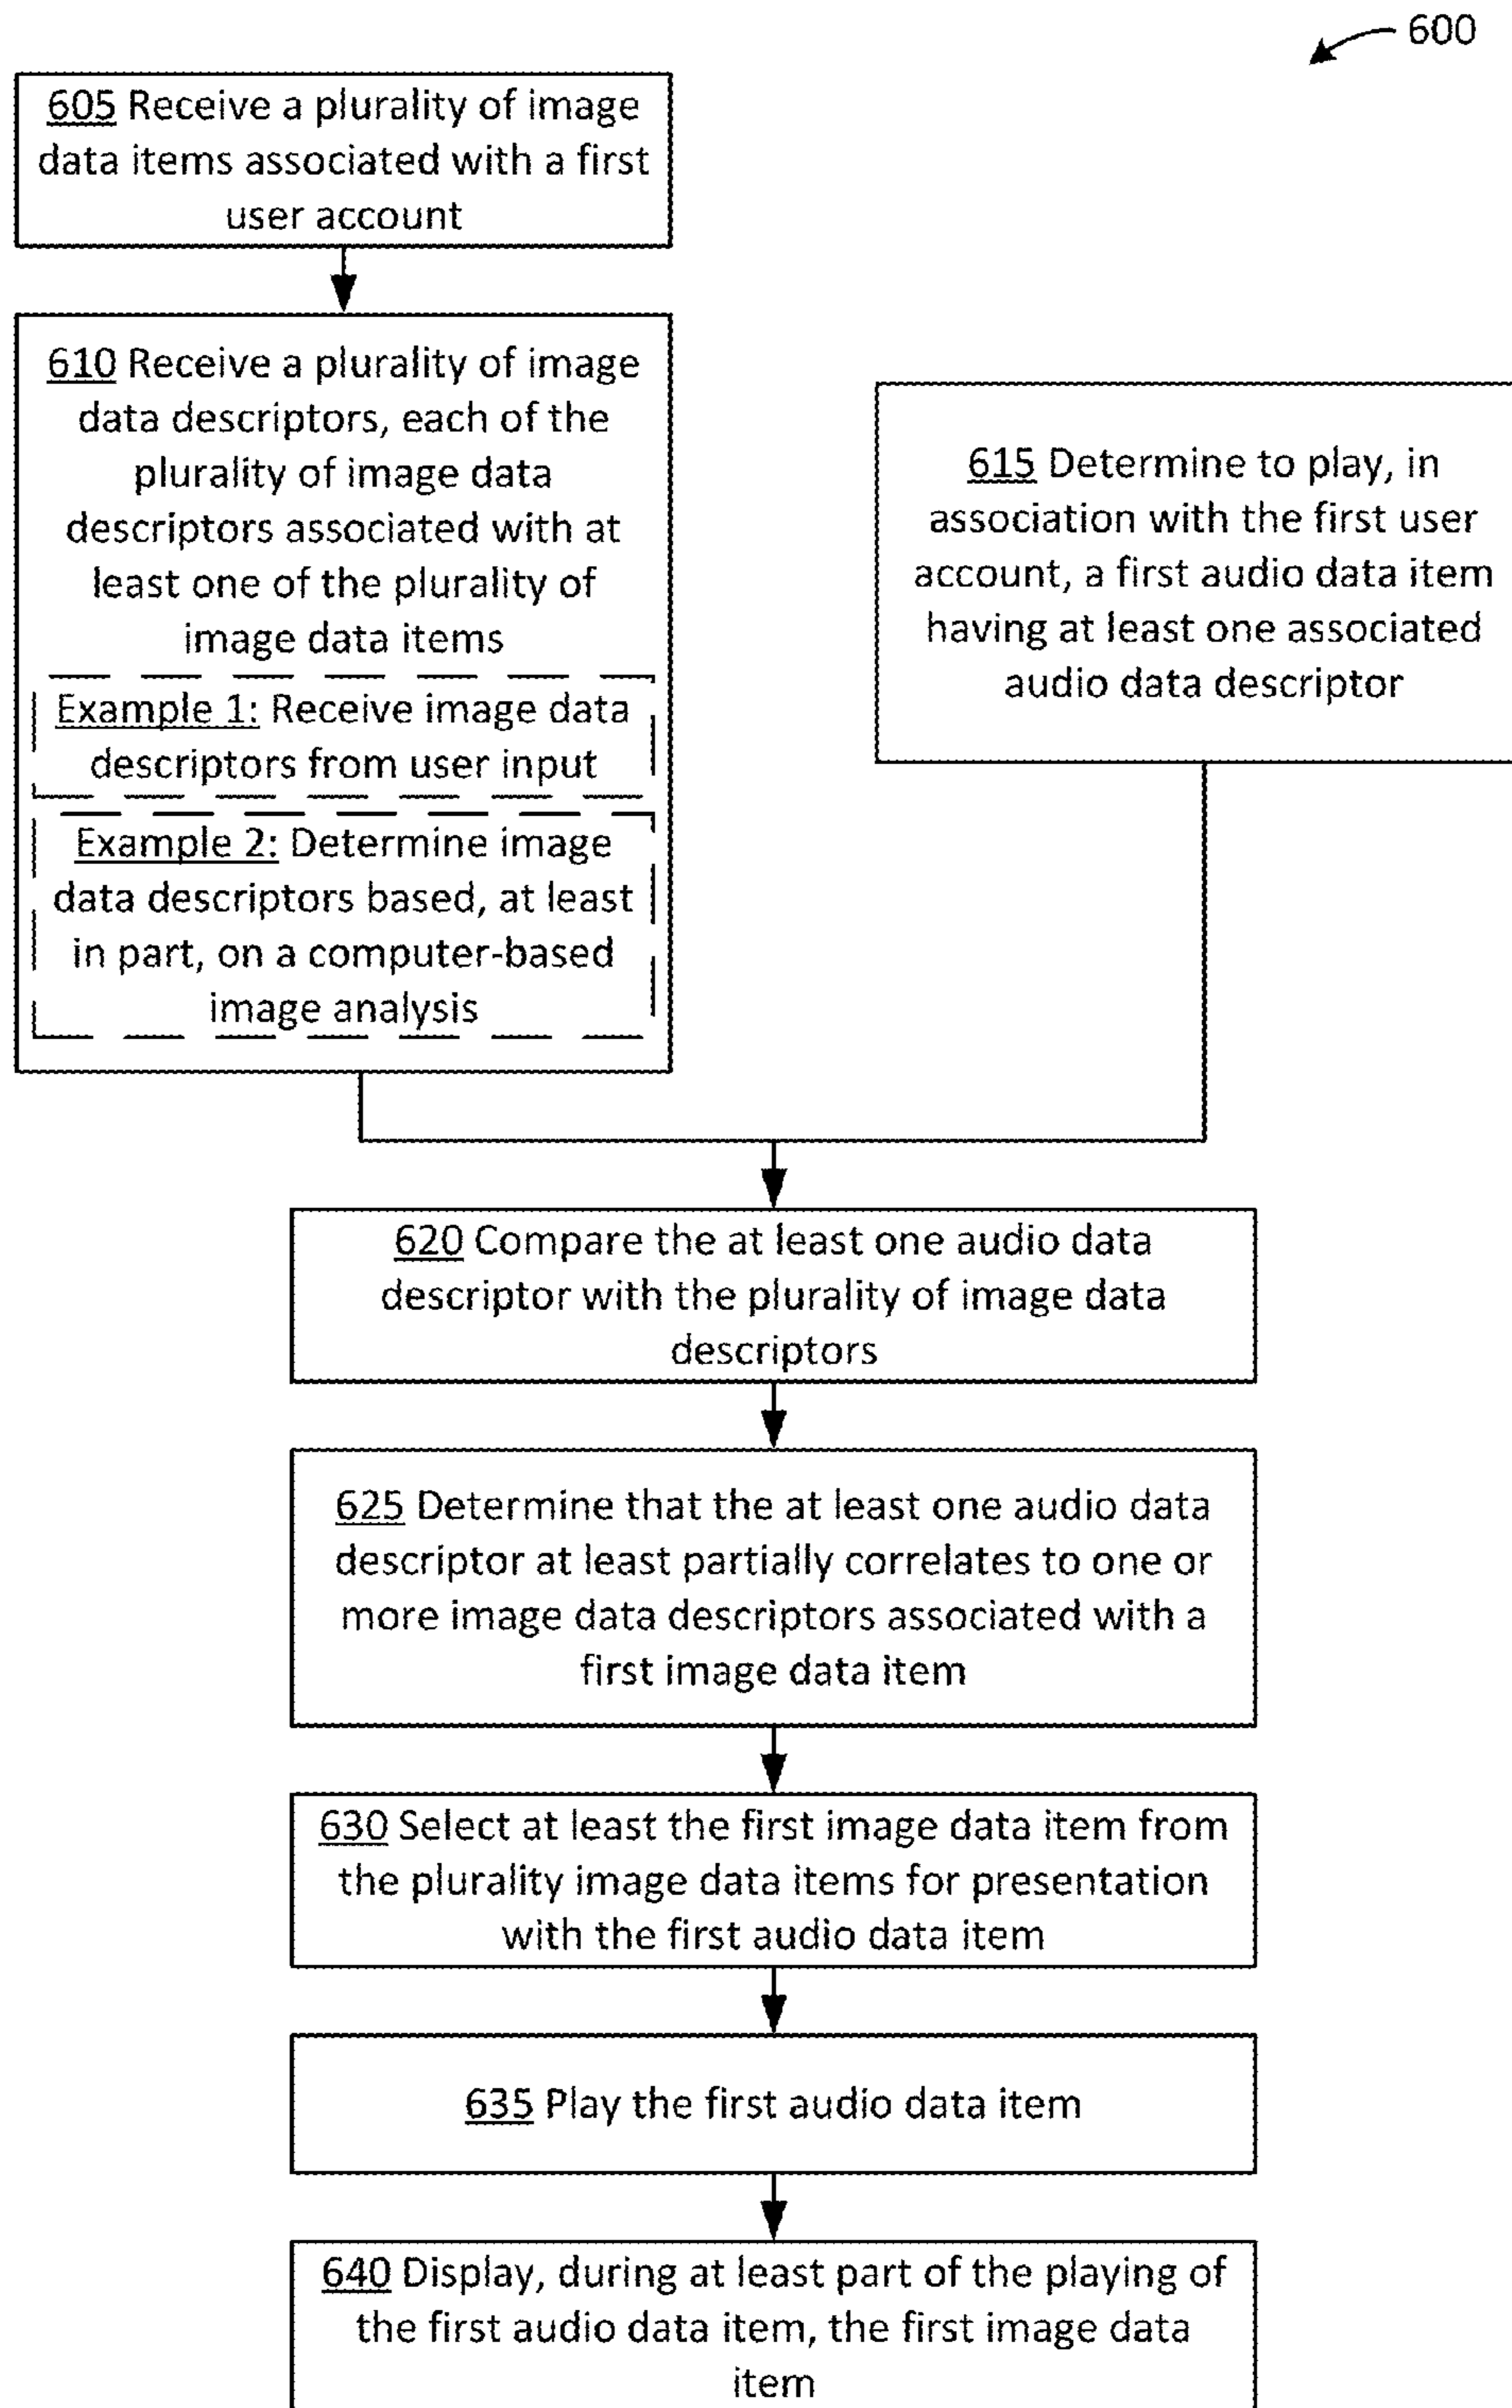 600
605 Receive a plurality of image
data items associated with a first
user account
610 Receive a plurality of image
data descriptors, each of the
plurality of image data
descriptors associated with at
least one of the plurality of
image data items
Example 1: Receive image data
descriptors from user input
Example 2: Determine image
data descriptors based, at least
in part, on a computer-based
image analysis
615 Determine to play, in
association with the first user
account, a first audio data item
having at least one associated
audio data descriptor
620 Compare the at least one audio data
descriptor with the plurality of image data
descriptors
625 Determine that the at least one audio data
descriptor at least partially correlates to one or
more image data descriptors associated with a
first image data item
630 Select at least the first image data item from
the plurality image data items for presentation
with the first audio data item
635 Play the first audio data item
640 Display, during at least part of the playing of
the first audio data item, the first image data
item